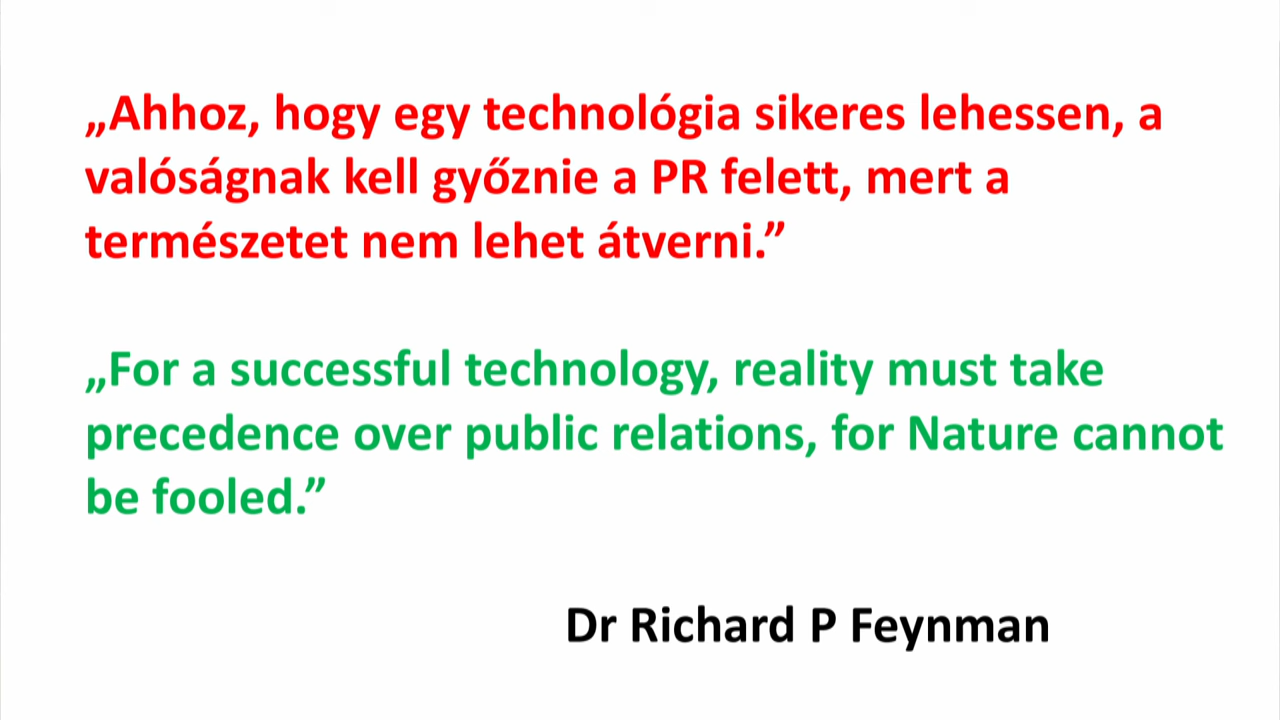 „Ahhoz, hogy egy technológia sikeres lehessen, a
valóságnak kell győznie a PR felett, mert a
természetet nem lehet átverni.”
„For a successful technology, reality must take
precedence over public relations, for Nature cannot
be fooled.”
Dr Richard P Feynman